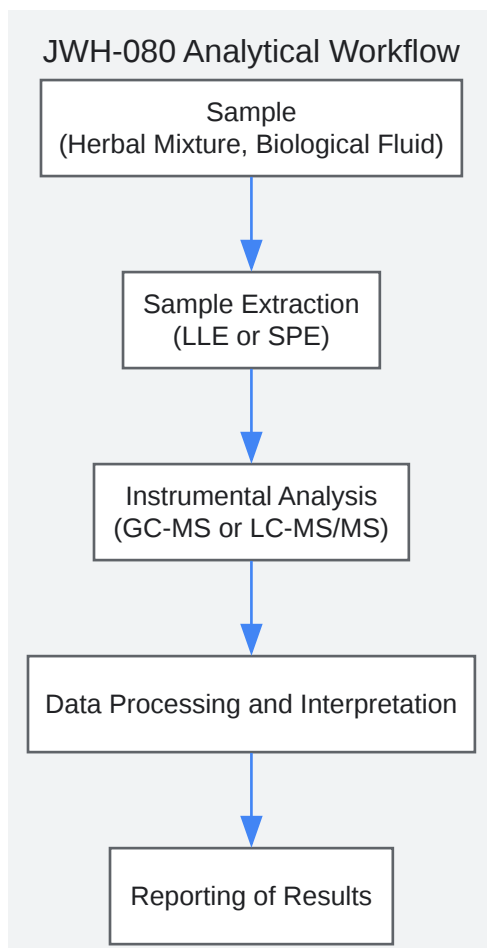 JWH-080 Analytical Workflow
Sample
(Herbal Mixture, Biological Fluid)
Sample Extraction
(LLE or SPE)
Instrumental Analysis
(GC-MS or LC-MS/MS)
Data Processing and Interpretation
Reporting of Results